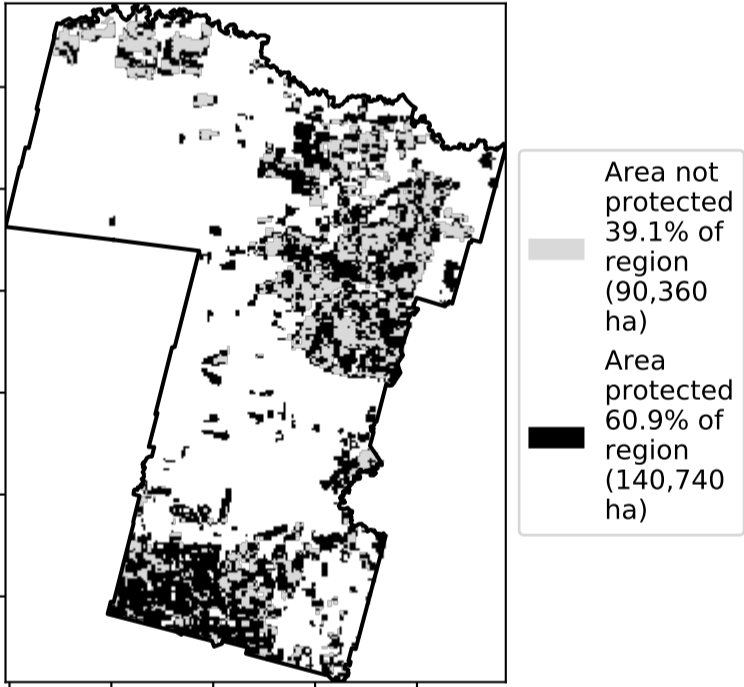 Area not
protected
39.1% of
region
(90,360
ha)
Area
protected
60.9% of
region
(140,740
ha)